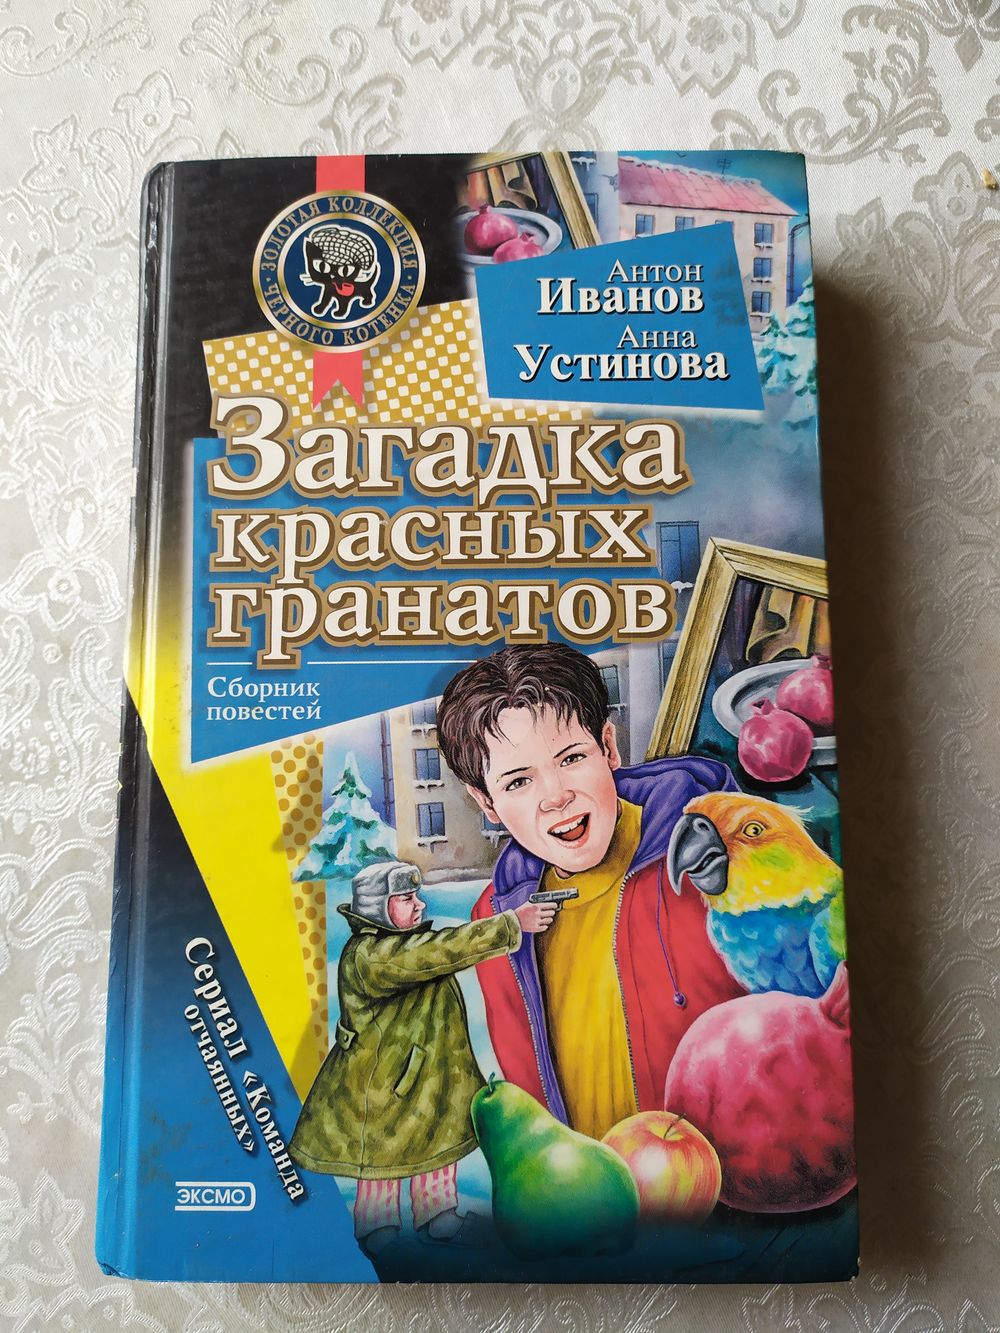 ЗОЛОТАЯ КОЛЛЕКЦИЯ
ЧЕРНОГО КОТЕНКА
Антон
Иванов
Анна
Устинова
Загадка
красных
гранатов
Сборник
повестей
Сериал «Команда
отчаянных»
ЭКСМО